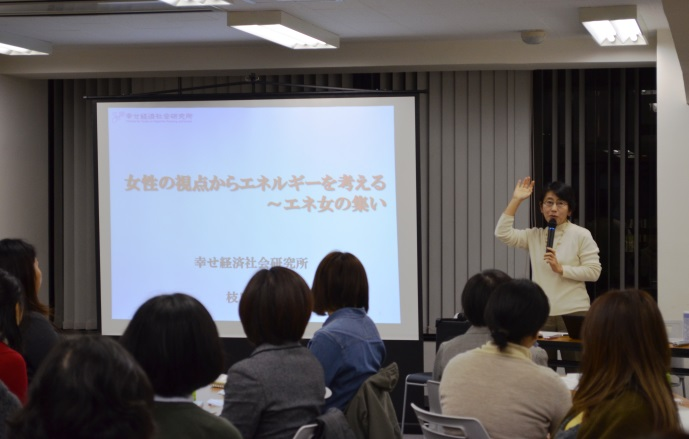 幸せ経済社会研究所
女性の視点からエネルギーを考える
～エネ女の集い
幸せ経済社会研究所
枝